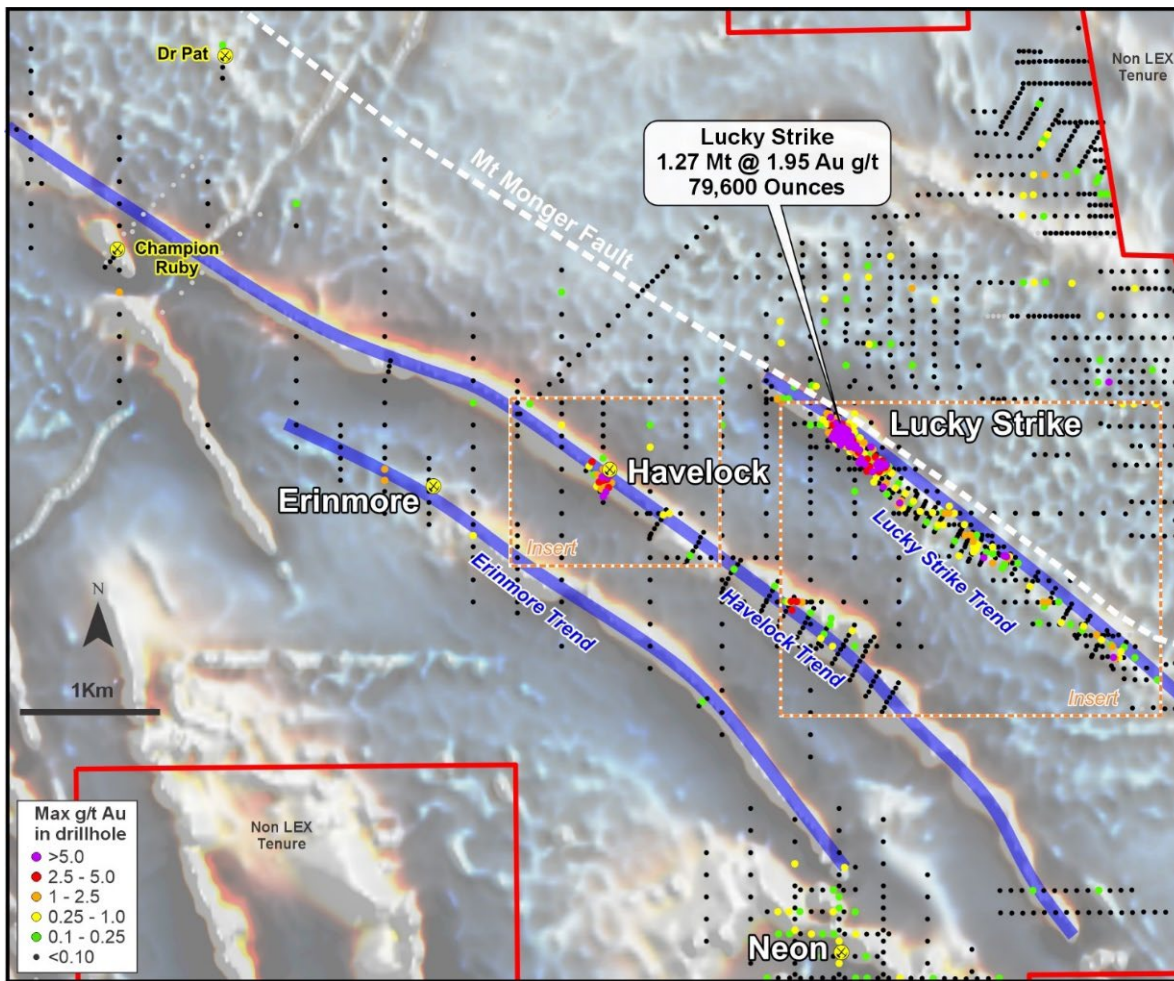 Dr Pat
Non LEX
Tenure
Lucky Strike
1.27 Mt @ 1.95 Au g/t
79,600 Ounces
Mt Monger Fault
Champion
Ruby
Lucky Strike
Havelock
Erinmore
Insert
Lucky Strike Trend
Erinmore Trend
Havelock Trend
N
1Km
Insert
Max g/t Au
in drillhole
>5.0
2.5 - 5.0
1 - 2.5
0.25 - 1.0
0.1 - 0.25
<0.10
Non LEX
Tenure
Neon